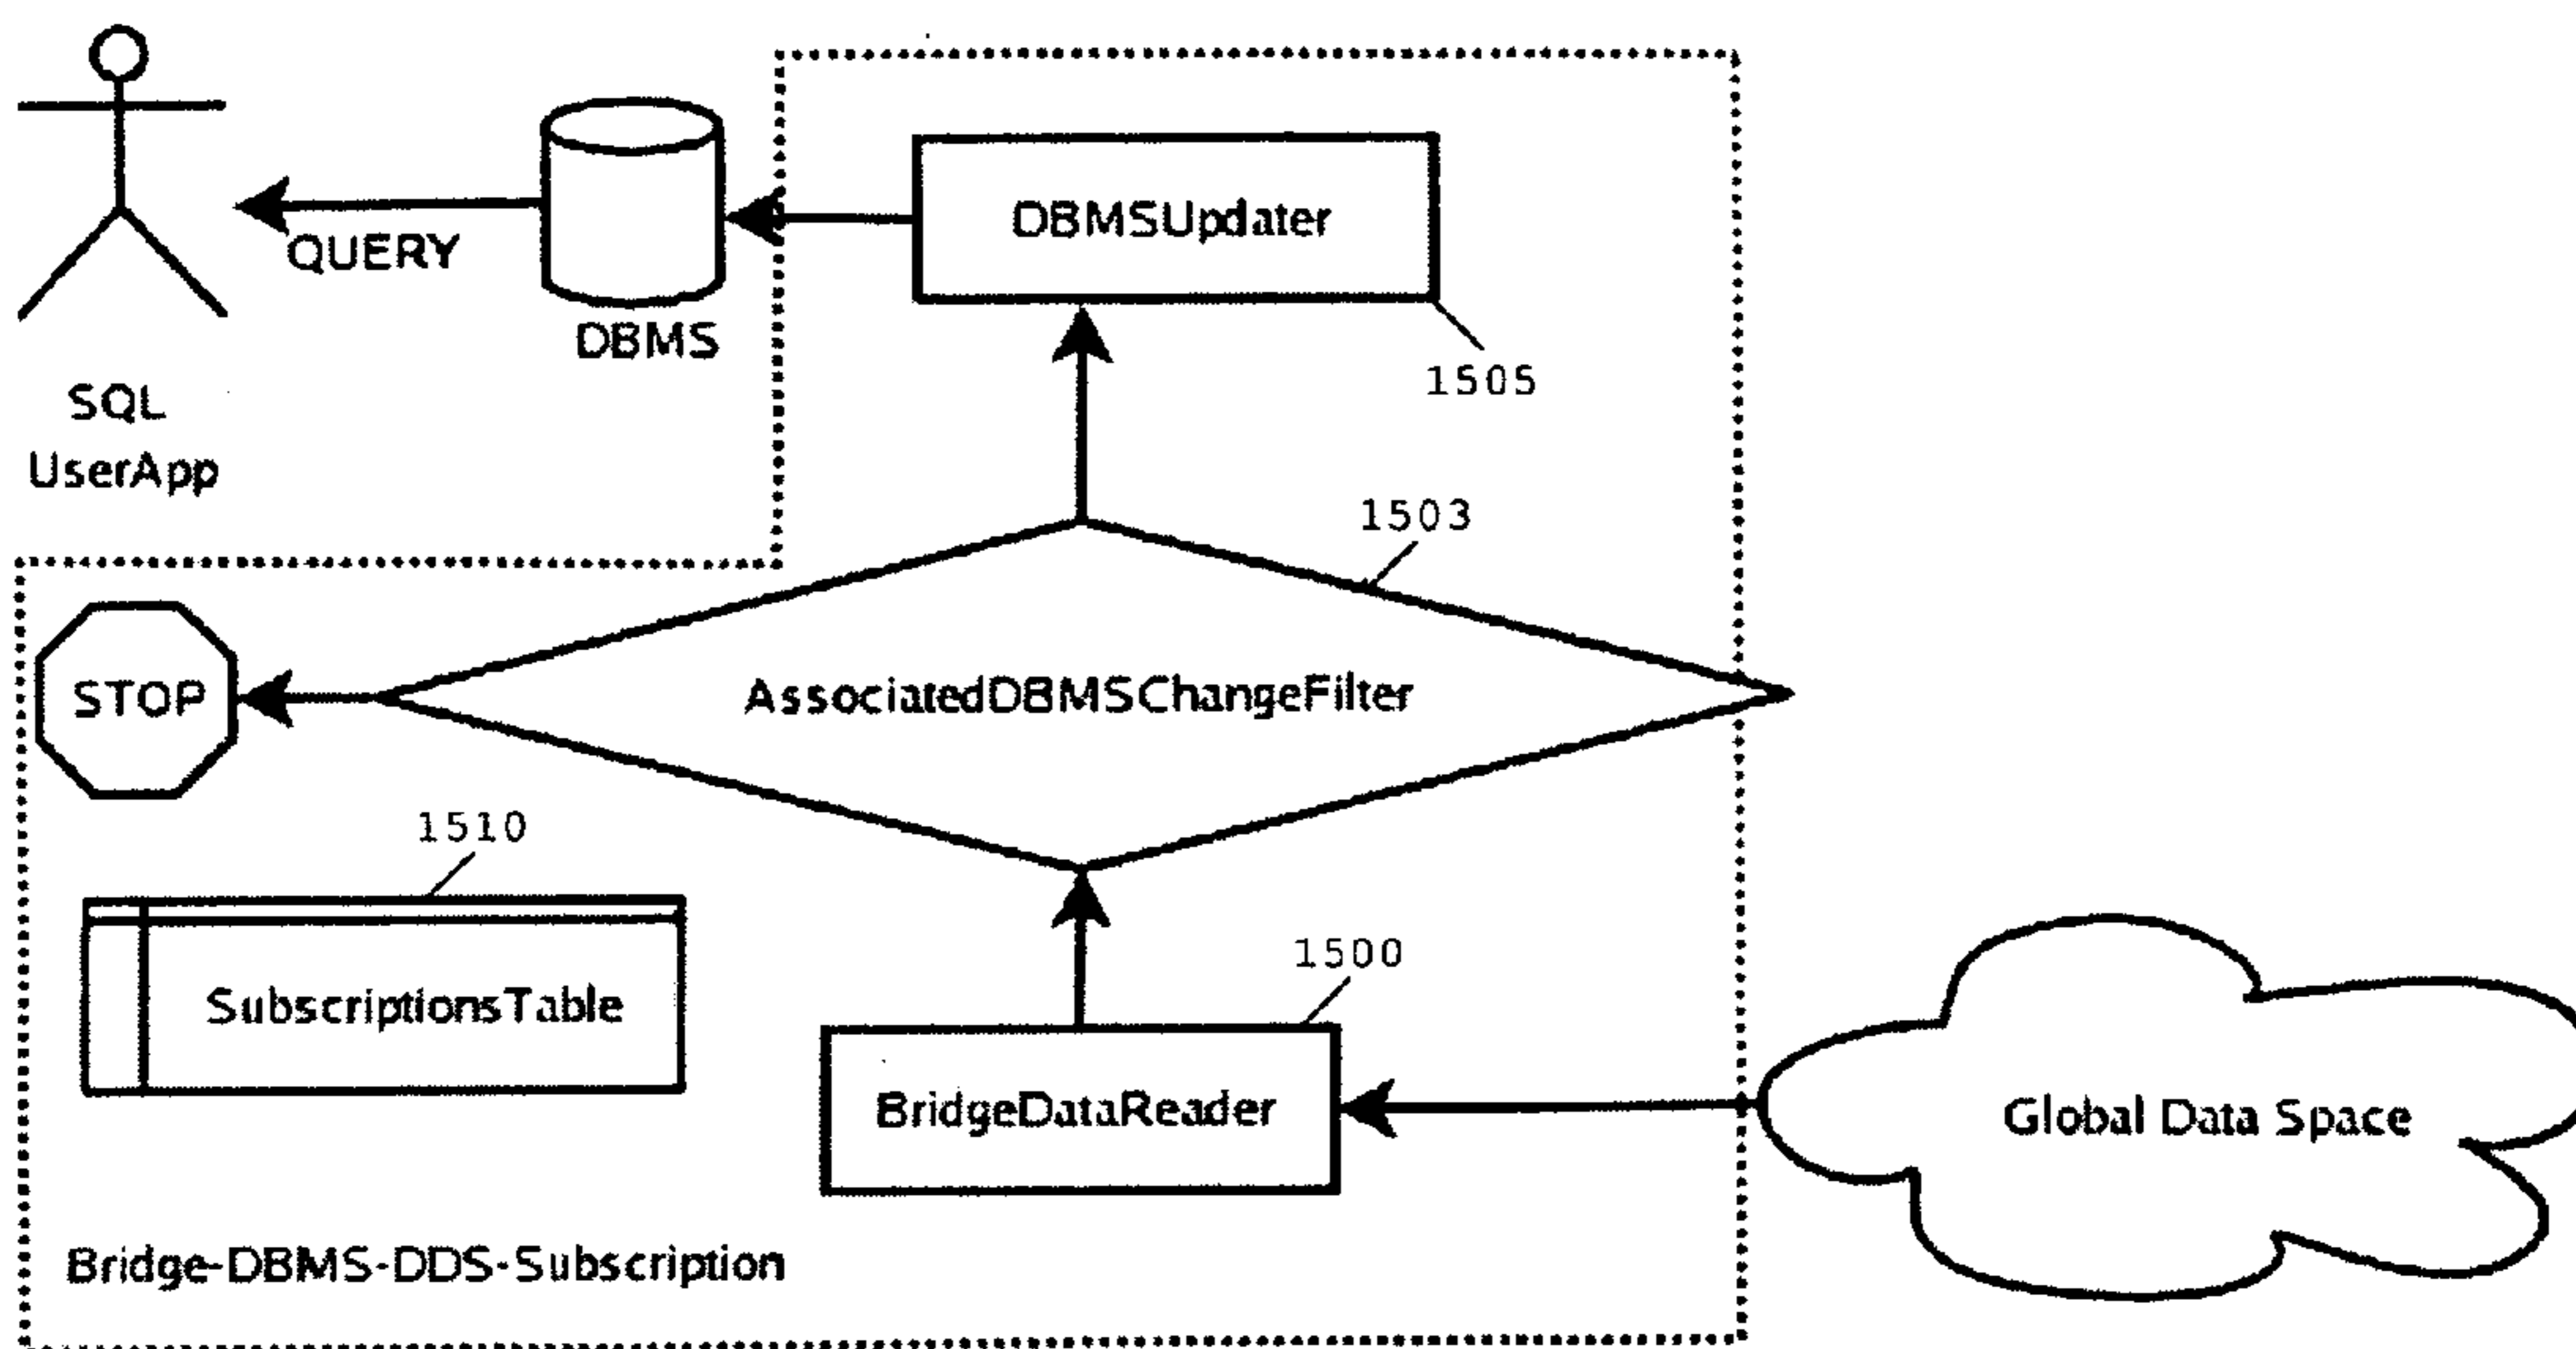 DBMSUpdater
QUERY
DBMS
1505
SQL
UserApp
1503
AssociatedDBMSChangeFilter
STOP
1510
1500
SubscriptionsTable
BridgeDataReader
Global Data Space
Bridge-DBMS-DDS-Subscription